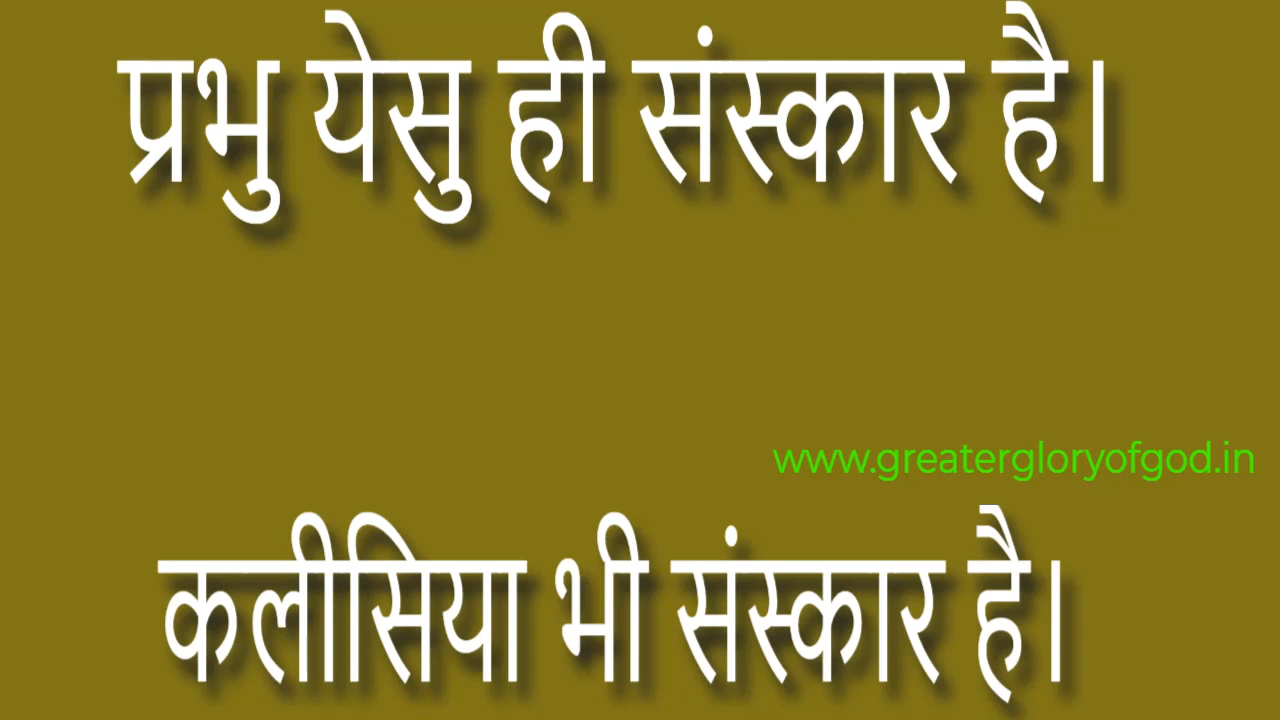 प्रभु येसु ही संस्कार है।
www.greatergloryofgod.in
कलीसिया भी संस्कार है।